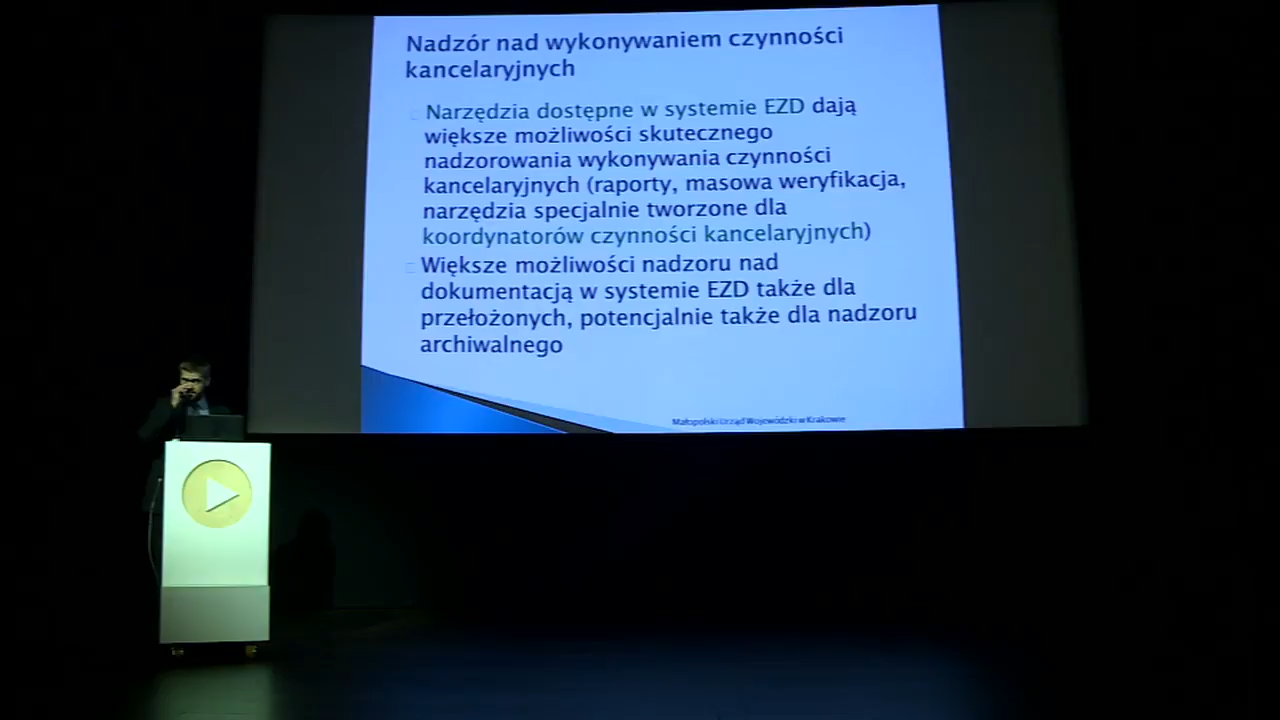 Nadzór nad wykonywaniem czynności
kancelaryjnych
Narzędzia dostępne w systemie EZD dają
większe możliwości skutecznego
nadzorowania wykonywania czynności
kancelaryjnych (raporty, masowa weryfikacja,
narzędzia specjalnie tworzone dla
koordynatorów czynności kancelaryjnych)
Większe możliwości nadzoru nad
dokumentacją w systemie EZD także dla
przełożonych, potencjalnie także dla nadzoru
archiwalnego
Małopolski Urząd Wojewódzki w Krakowie